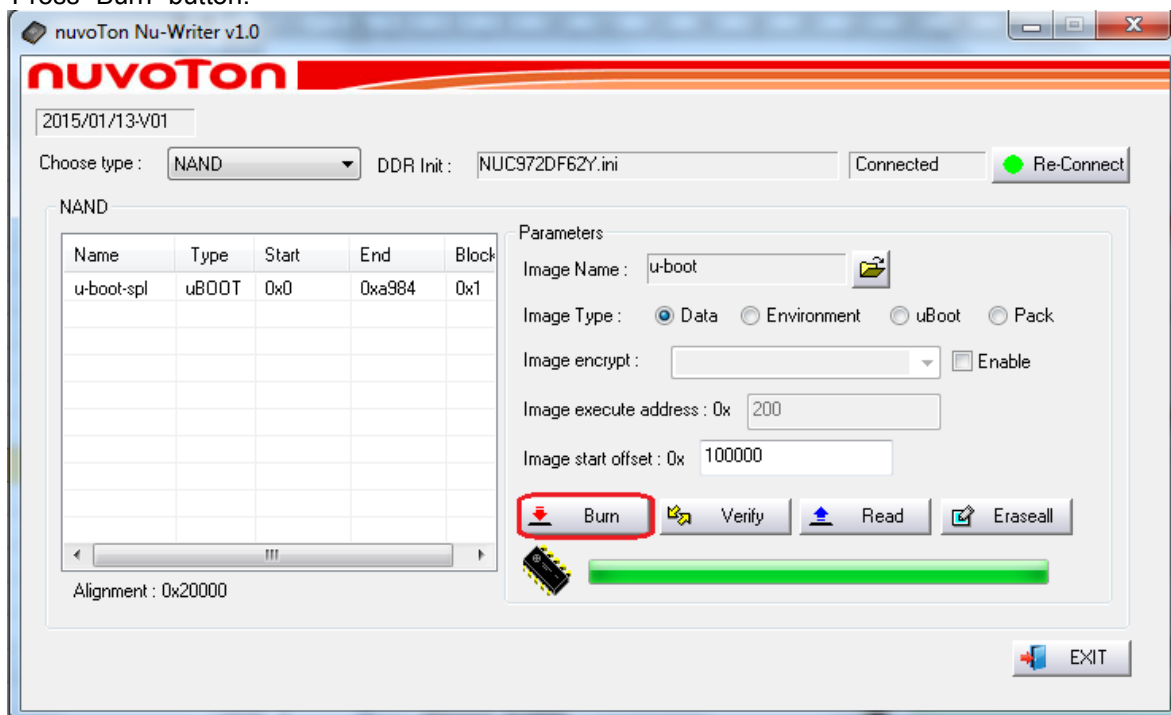 Press "Burn" button.
nuvoTon Nu-Writer v1.0
nuvoTon
2015/01/13-V01
Choose type : NAND DDR Init : NUC972DF62Y.ini Connected Re-Connect
NAND
Name Type Start End Block
u-boot-spl uBOOT 0x0 0xa984 0x1
Alignment : 0x20000
Parameters
Image Name : u-boot
Image Type : Data Environment uBoot Pack
Image encrypt : Enable
Image execute address : 0x 200
Image start offset : 0x 100000
Burn Verify Read Eraseall
EXIT